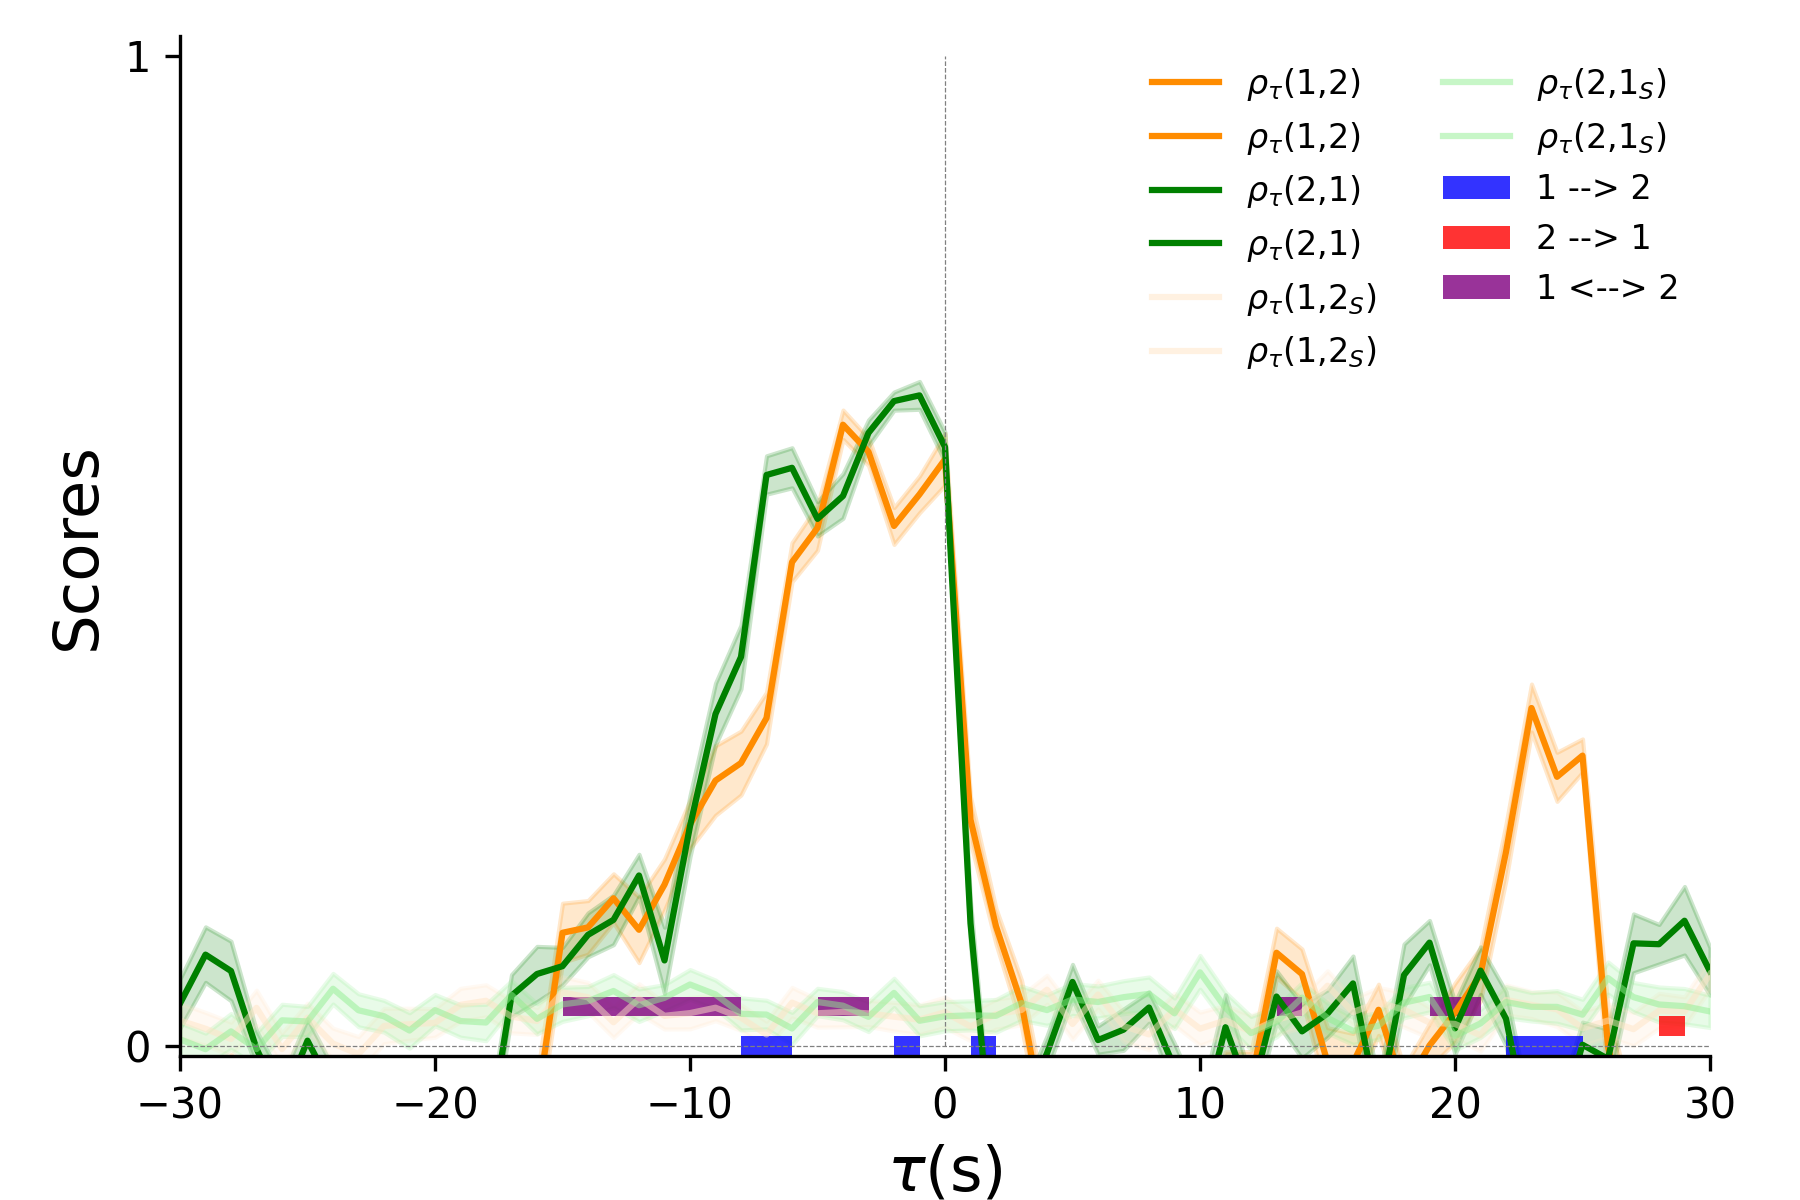 1
0
Scores
−30 −20 −10 0 10 20 30
τ(s)
ρτ(1,2)
ρτ(1,2)
ρτ(2,1)
ρτ(2,1)
ρτ(1,2S)
ρτ(1,2S)
ρτ(2,1S)
ρτ(2,1S)
1 --> 2
2 --> 1
1 <--> 2